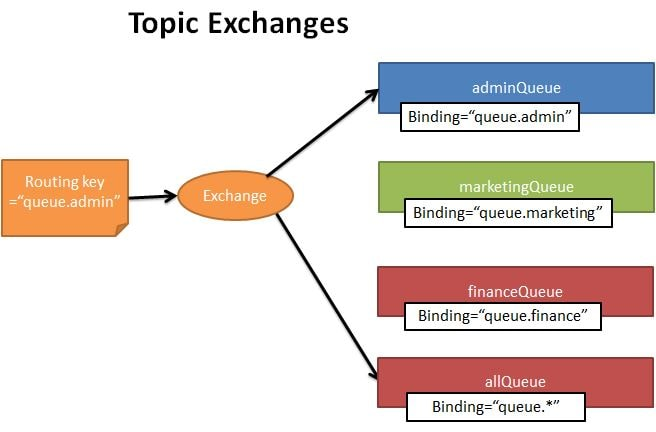 Topic Exchanges
adminQueue
Binding=“queue.admin”
Routing key
=“queue.admin”
Exchange
marketingQueue
Binding=“queue.marketing”
financeQueue
Binding=“queue.finance”
allQueue
Binding=“queue.*”